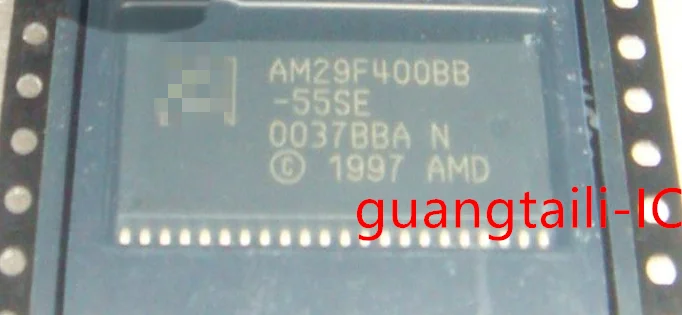 AM29F400BB
-55SE
0037BBA N
© 1997 AMD
guangtaili-IC